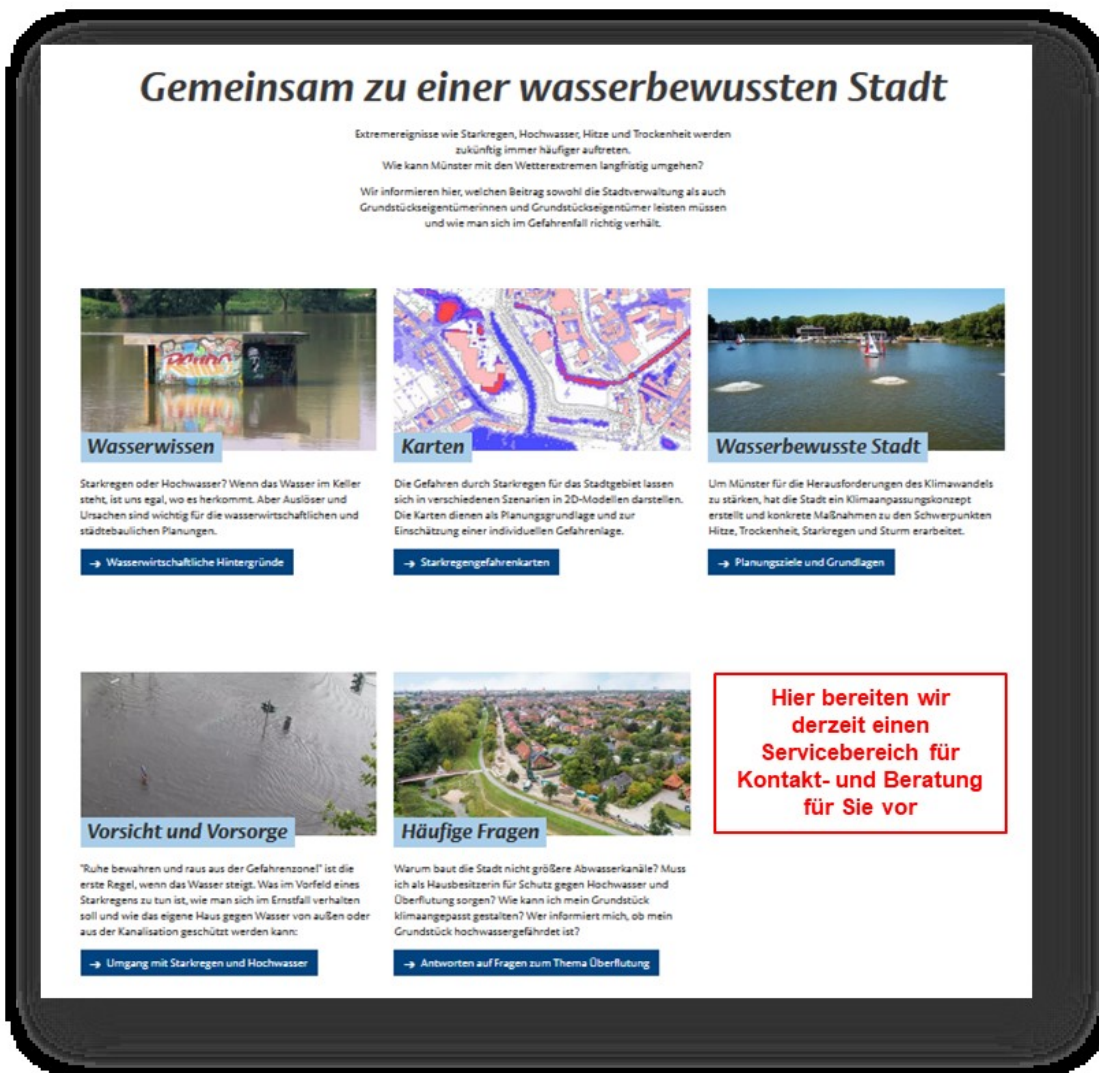 Gemeinsam zu einer wasserbewussten Stadt
Extremereignisse wie Starkregen, Hochwasser, Hitze und Trockenheit werden
zukünftig immer häufiger auftreten.
Wie kann Münster mit den Wetterextremen langfristig umgehen?
Wir informieren hier, welchen Beitrag sowohl die Stadtverwaltung als auch
Grundstückseigentümerinnen und Grundstückseigentümer leisten müssen
und wie man sich im Gefahrenfall richtig verhält.
Wasserwissen
Starkregen oder Hochwasser? Wenn das Wasser im Keller
steht, ist uns egal, wo es herkommt. Aber Auslöser und
Ursachen sind wichtig für die wasserwirtschaftlichen und
städtebaulichen Planungen.
→ Wasserwirtschaftliche Hintergründe
Karten
Die Gefahren durch Starkregen für das Stadtgebiet lassen
sich in verschiedenen Szenarien in 2D-Modellen darstellen.
Die Karten dienen als Planungsgrundlage und zur
Einschätzung einer individuellen Gefahrenlage.
→ Starkregengefahrenkarten
Wasserbewusste Stadt
Um Münster für die Herausforderungen des Klimawandels
zu stärken, hat die Stadt ein Klimaanpassungskonzept
erstellt und konkrete Maßnahmen zu den Schwerpunkten
Hitze, Trockenheit, Starkregen und Sturm erarbeitet.
→ Planungsziele und Grundlagen
Vorsicht und Vorsorge
"Ruhe bewahren und raus aus der Gefahrenzone!" ist die
erste Regel, wenn das Wasser steigt. Was im Vorfeld eines
Starkregens zu tun ist, wie man sich im Ernstfall verhalten
soll und wie das eigene Haus gegen Wasser von außen oder
aus der Kanalisation geschützt werden kann:
→ Umgang mit Starkregen und Hochwasser
Häufige Fragen
Warum baut die Stadt nicht größere Abwasserkanäle? Muss
ich als Hausbesitzerin für Schutz gegen Hochwasser und
Überflutung sorgen? Wie kann ich mein Grundstück
klimaangepasst gestalten? Wer informiert mich, ob mein
Grundstück hochwassergefährdet ist?
→ Antworten auf Fragen zum Thema Überflutung
Hier bereiten wir
derzeit einen
Servicebereich für
Kontakt- und Beratung
für Sie vor